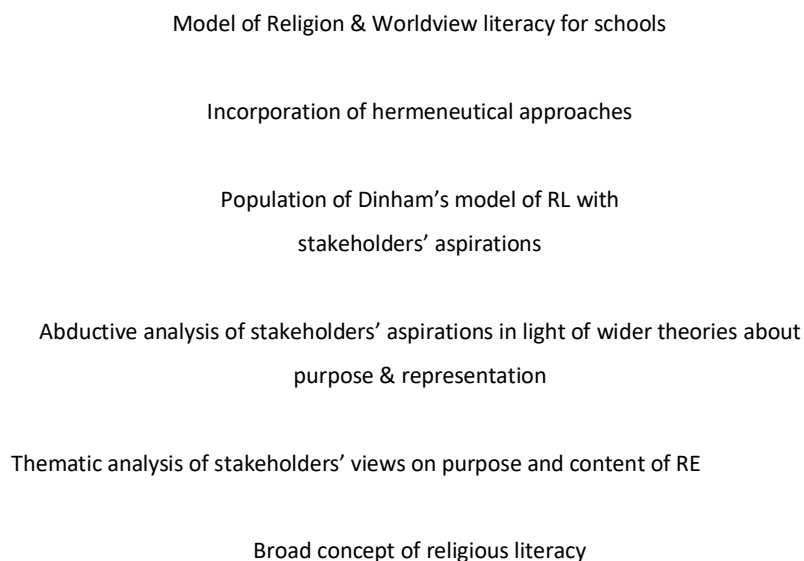 Model of Religion & Worldview literacy for schools
Incorporation of hermeneutical approaches
Population of Dinham’s model of RL with
stakeholders’ aspirations
Abductive analysis of stakeholders’ aspirations in light of wider theories about
purpose & representation
Thematic analysis of stakeholders’ views on purpose and content of RE
Broad concept of religious literacy